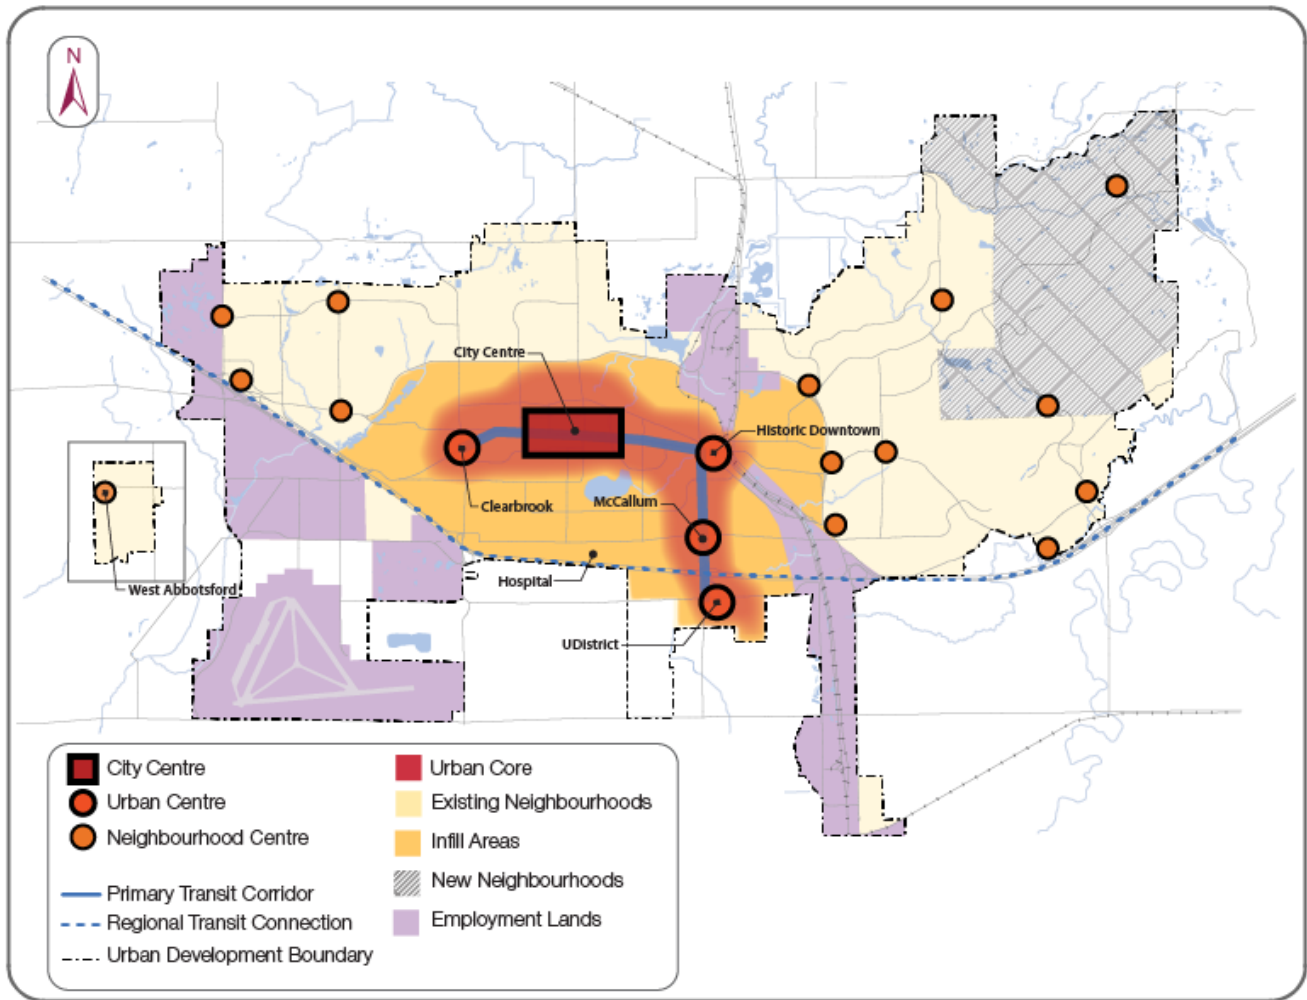 N
City Centre
Historic Downtown
Clearbrook
McCallum
Hospital
West Abbotsford
UDistrict
City Centre
Urban Centre
Neighbourhood Centre
Primary Transit Corridor
Regional Transit Connection
Urban Development Boundary
Urban Core
Existing Neighbourhoods
Infill Areas
New Neighbourhoods
Employment Lands